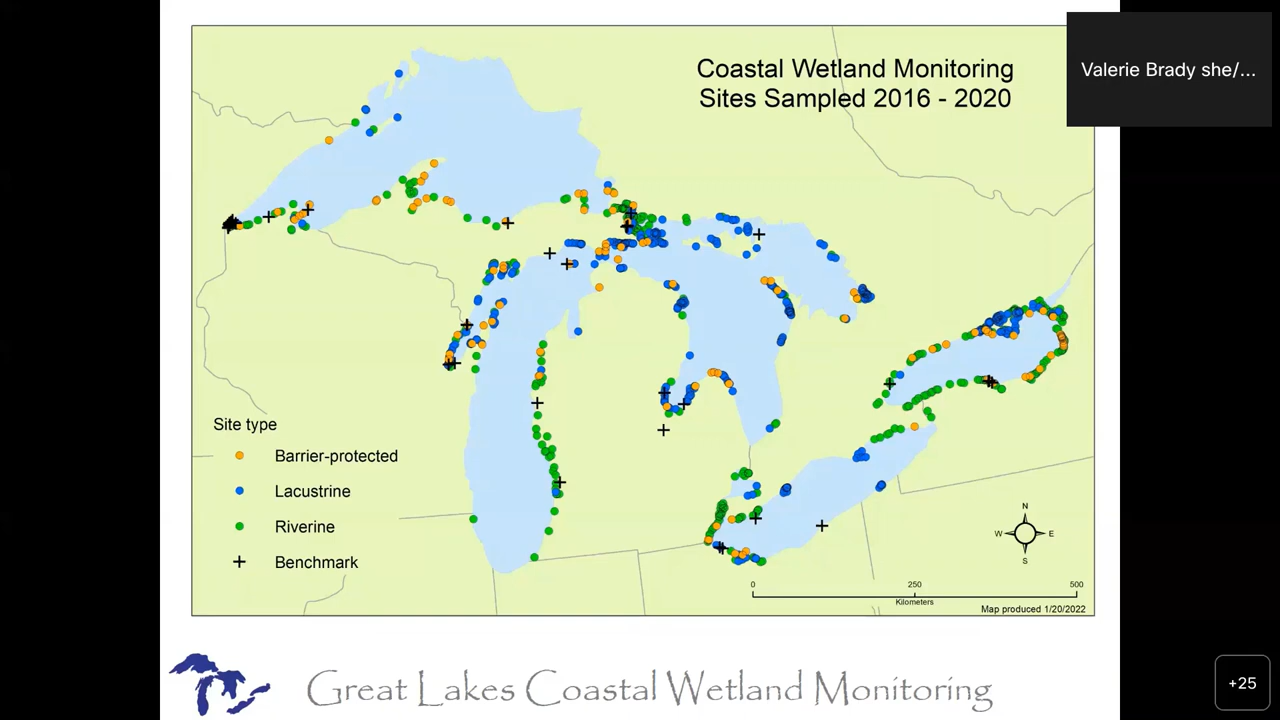 Coastal Wetland Monitoring
Sites Sampled 2016 - 2020
Valerie Brady she/...
Site type
Barrier-protected
Lacustrine
Riverine
Benchmark
N
W
E
S
0
250
500
Kilometers
Map produced 1/20/2022
Great Lakes Coastal Wetland Monitoring
+25